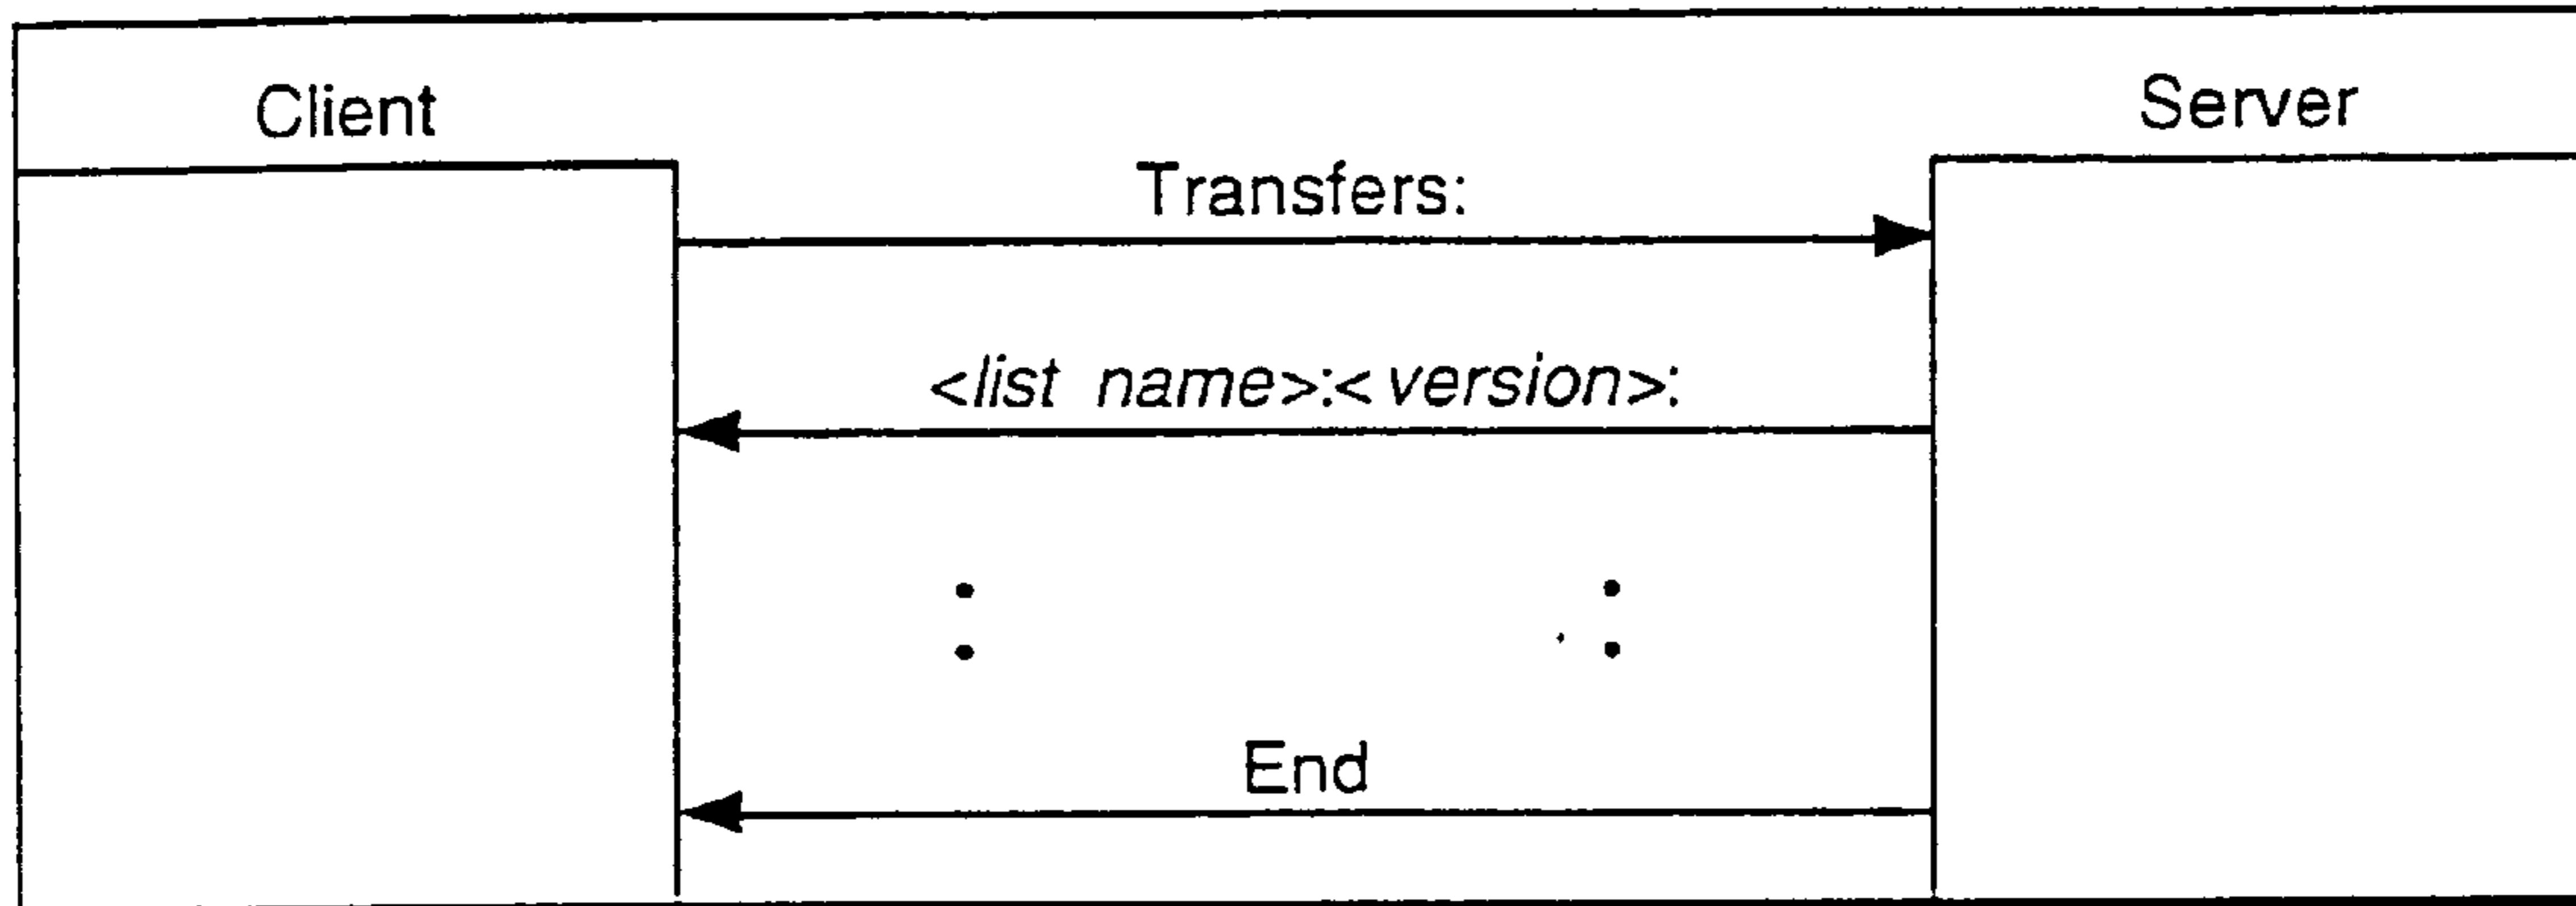 Client Server
Transfers:
<list name>:<version>:
: :
End